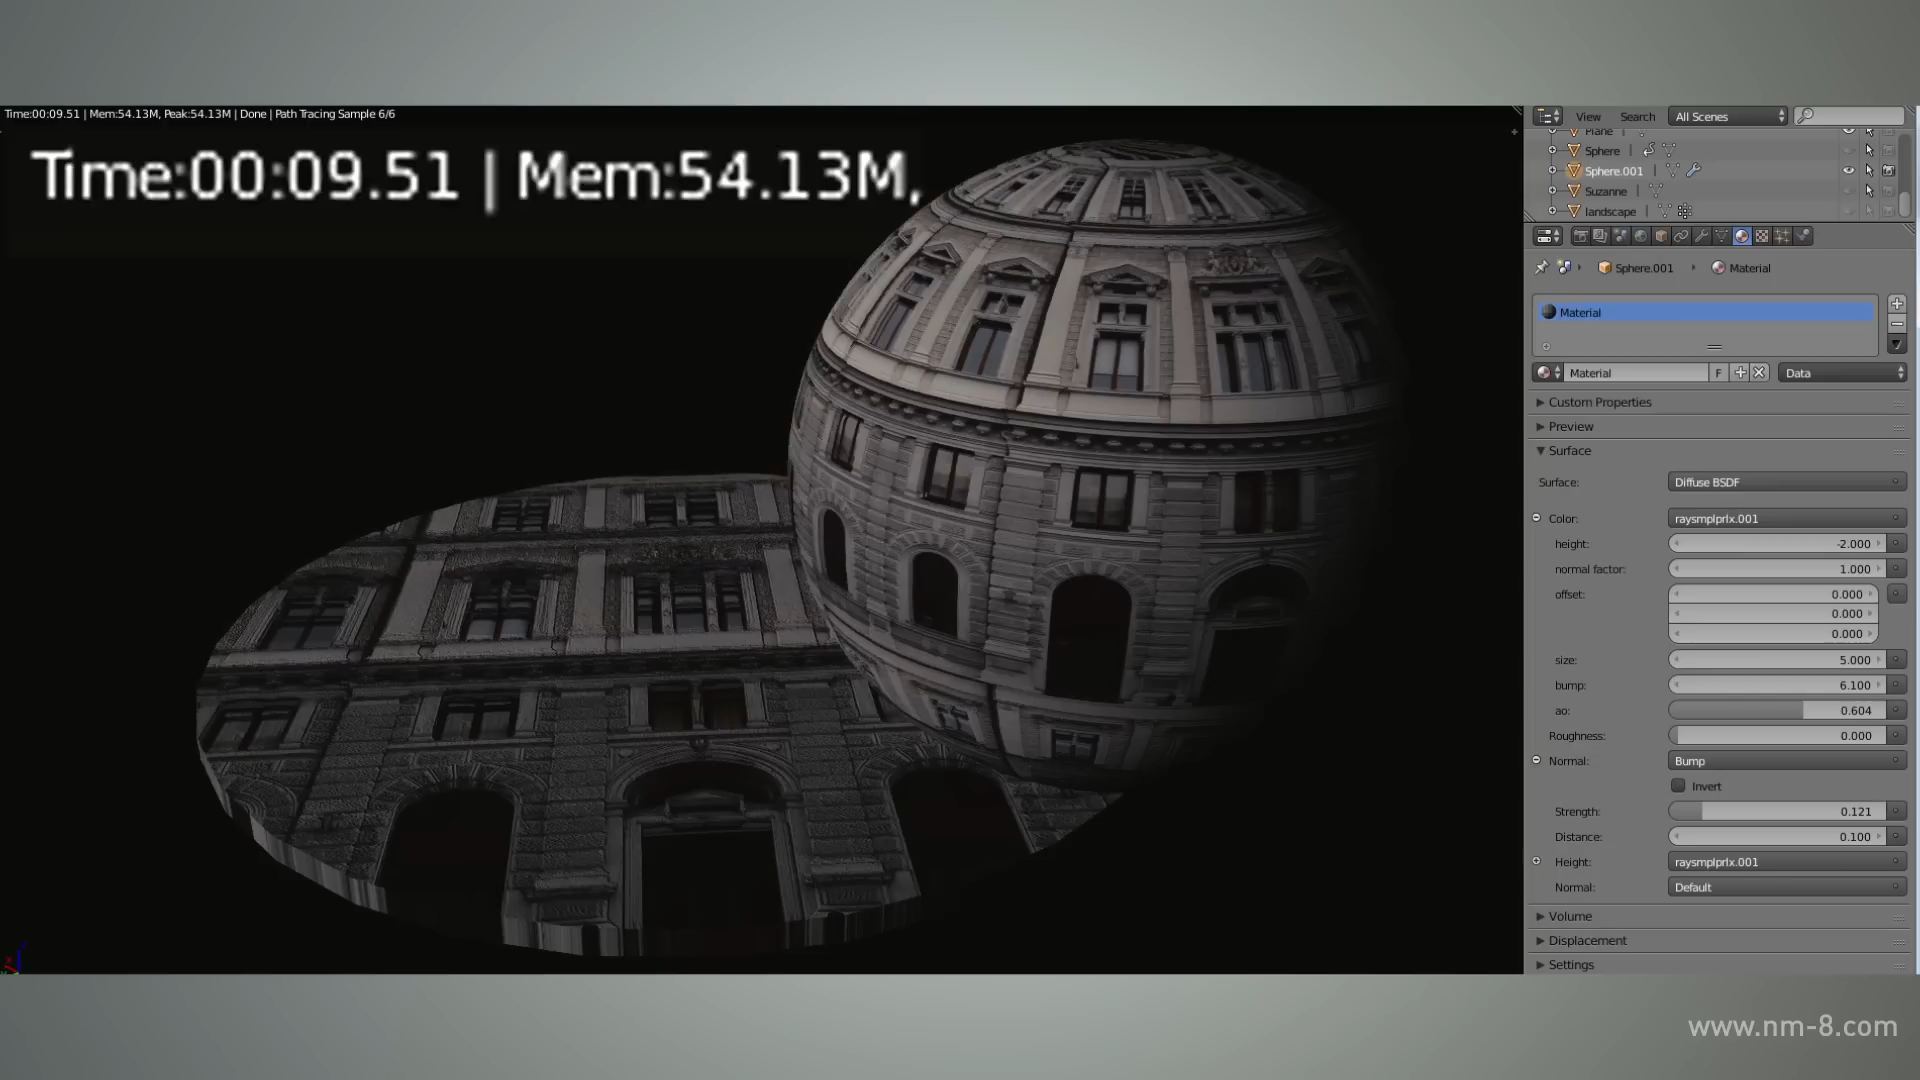 Time:00:09.51 | Mem:54.13M, Peak:54.13M | Done | Path Tracing Sample 6/6
Time:00:09.51 | Mem:54.13M,
View Search All Scenes
Plane
Sphere
Sphere.001
Suzanne
landscape
Sphere.001 Material
Material
Material F Data
Custom Properties
Preview
Surface
Surface: Diffuse BSDF
Color: raysmplprlx.001
height: -2.000
normal factor: 1.000
offset: 0.000
0.000
0.000
size: 5.000
bump: 6.100
ao: 0.604
Roughness: 0.000
Normal: Bump
Invert
Strength: 0.121
Distance: 0.100
Height: raysmplprlx.001
Normal: Default
Volume
Displacement
Settings
www.nm-8.com